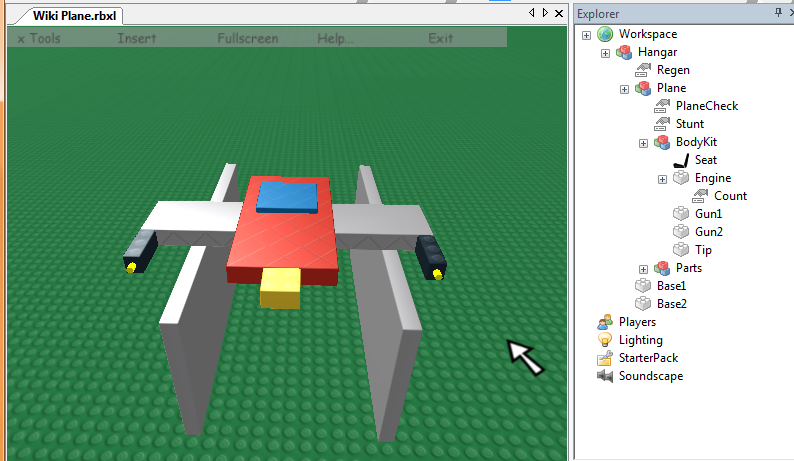 Wiki Plane.rbxl
x Tools Insert Fullscreen Help... Exit
Explorer
Workspace
Hangar
Regen
Plane
PlaneCheck
Stunt
BodyKit
Seat
Engine
Count
Gun1
Gun2
Tip
Parts
Base1
Base2
Players
Lighting
StarterPack
Soundscape